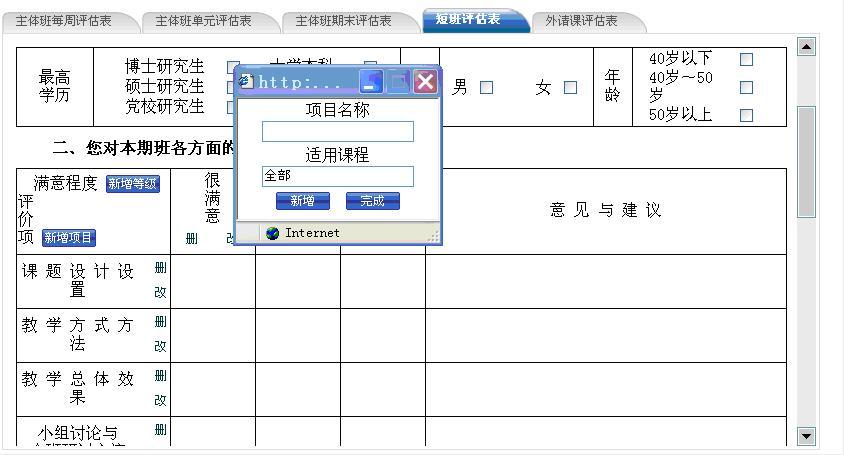 主体班每周评估表 主体班单元评估表 主体班期末评估表 短班评估表 外请课评估表
最高学历
博士研究生
硕士研究生
党校研究生
男 女
年龄
40岁以下
40岁～50岁
50岁以上
二、您对本期班各方面的
http:...
项目名称
适用课程
全部
新增 完成
Internet
满意程度 新增等级
评价项 新增项目
很满意
删
意见与建议
课题设计设置 删 改
教学方式方法 删 改
教学总体效果 删 改
小组讨论与 删